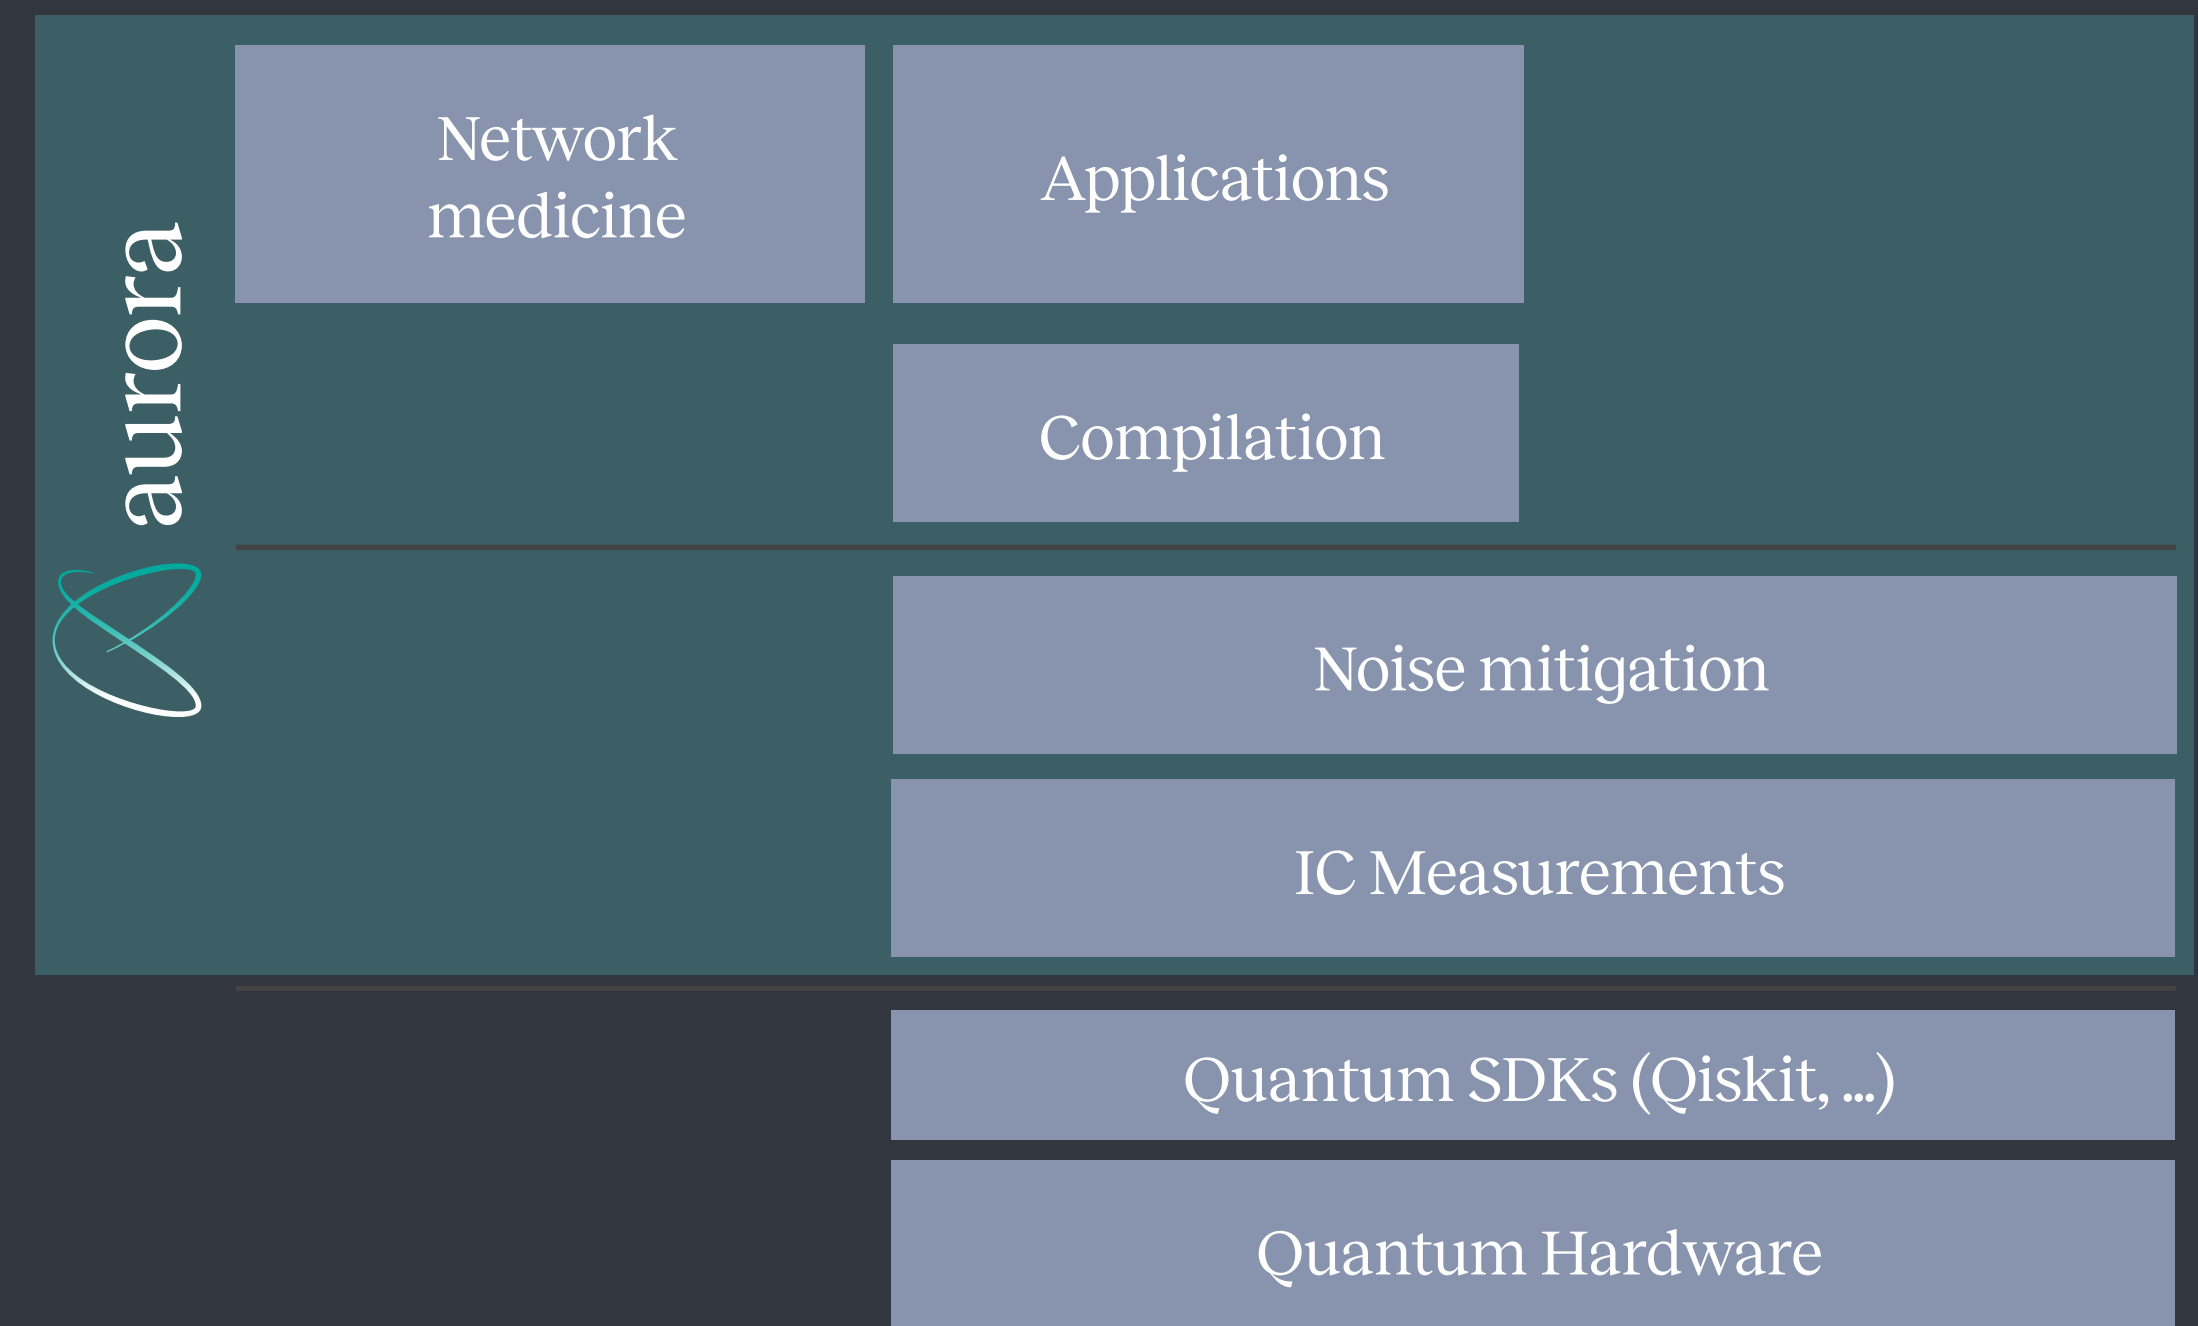 aurora
Network
medicine
Applications
Compilation
Noise mitigation
IC Measurements
Quantum SDKs (Qiskit, ...)
Quantum Hardware